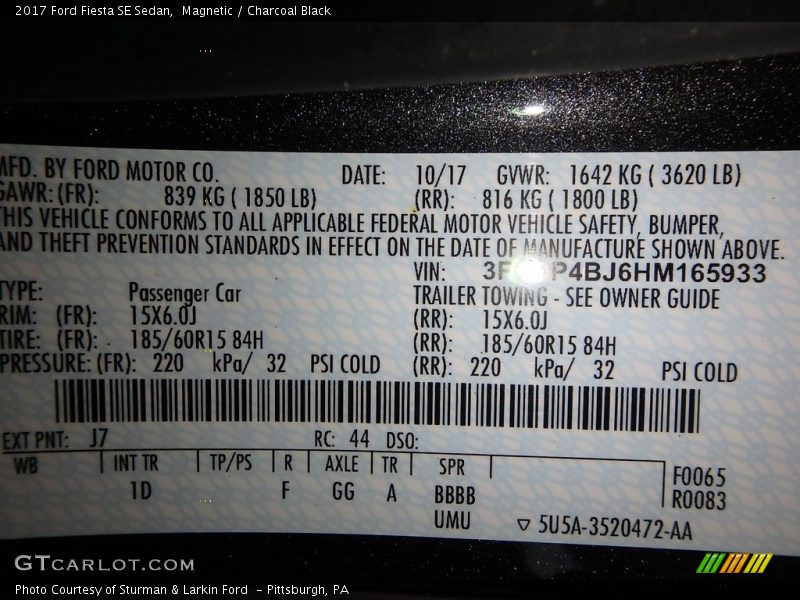 2017 Ford Fiesta SE Sedan, Magnetic / Charcoal Black
MFD. BY FORD MOTOR CO. DATE: 10/17 GVWR: 1642 KG ( 3620 LB)
GAWR: (FR): 839 KG ( 1850 LB) (RR): 816 KG ( 1800 LB)
THIS VEHICLE CONFORMS TO ALL APPLICABLE FEDERAL MOTOR VEHICLE SAFETY, BUMPER,
AND THEFT PREVENTION STANDARDS IN EFFECT ON THE DATE OF MANUFACTURE SHOWN ABOVE.
VIN:
TYPE: Passenger Car TRAILER TOWING - SEE OWNER GUIDE
RIM: (FR): 15X6.0J (RR): 15X6.0J
TIRE: (FR): 185/60R15 84H (RR): 185/60R15 84H
PRESSURE: (FR): 220 kPa/ 32 PSI COLD (RR): 220 kPa/ 32 PSI COLD
EXT PNT: J7 RC: 44 DSO:
WB INT TR TP/PS R AXLE TR SPR F0065
1D F GG A BBBB R0083
UMU ▽ 5U5A-3520472-AA
GTCARLOT.COM
Photo Courtesy of Sturman & Larkin Ford - Pittsburgh, PA